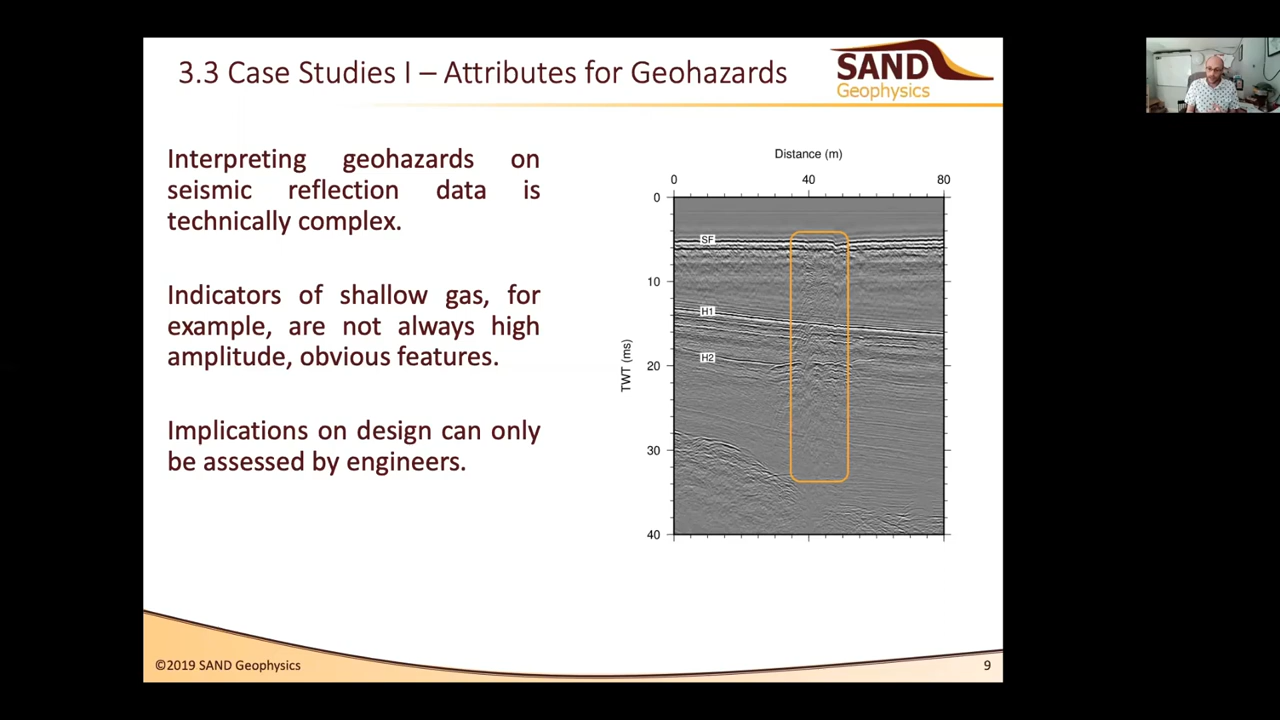 3.3 Case Studies I – Attributes for Geohazards
SAND
Geophysics
Interpreting geohazards on
seismic reflection data is
technically complex.
Indicators of shallow gas, for
example, are not always high
amplitude, obvious features.
Implications on design can only
be assessed by engineers.
Distance (m)
0 40 80
0
SF
10
H1
TWT (ms)
H2
20
30
40
©2019 SAND Geophysics
9